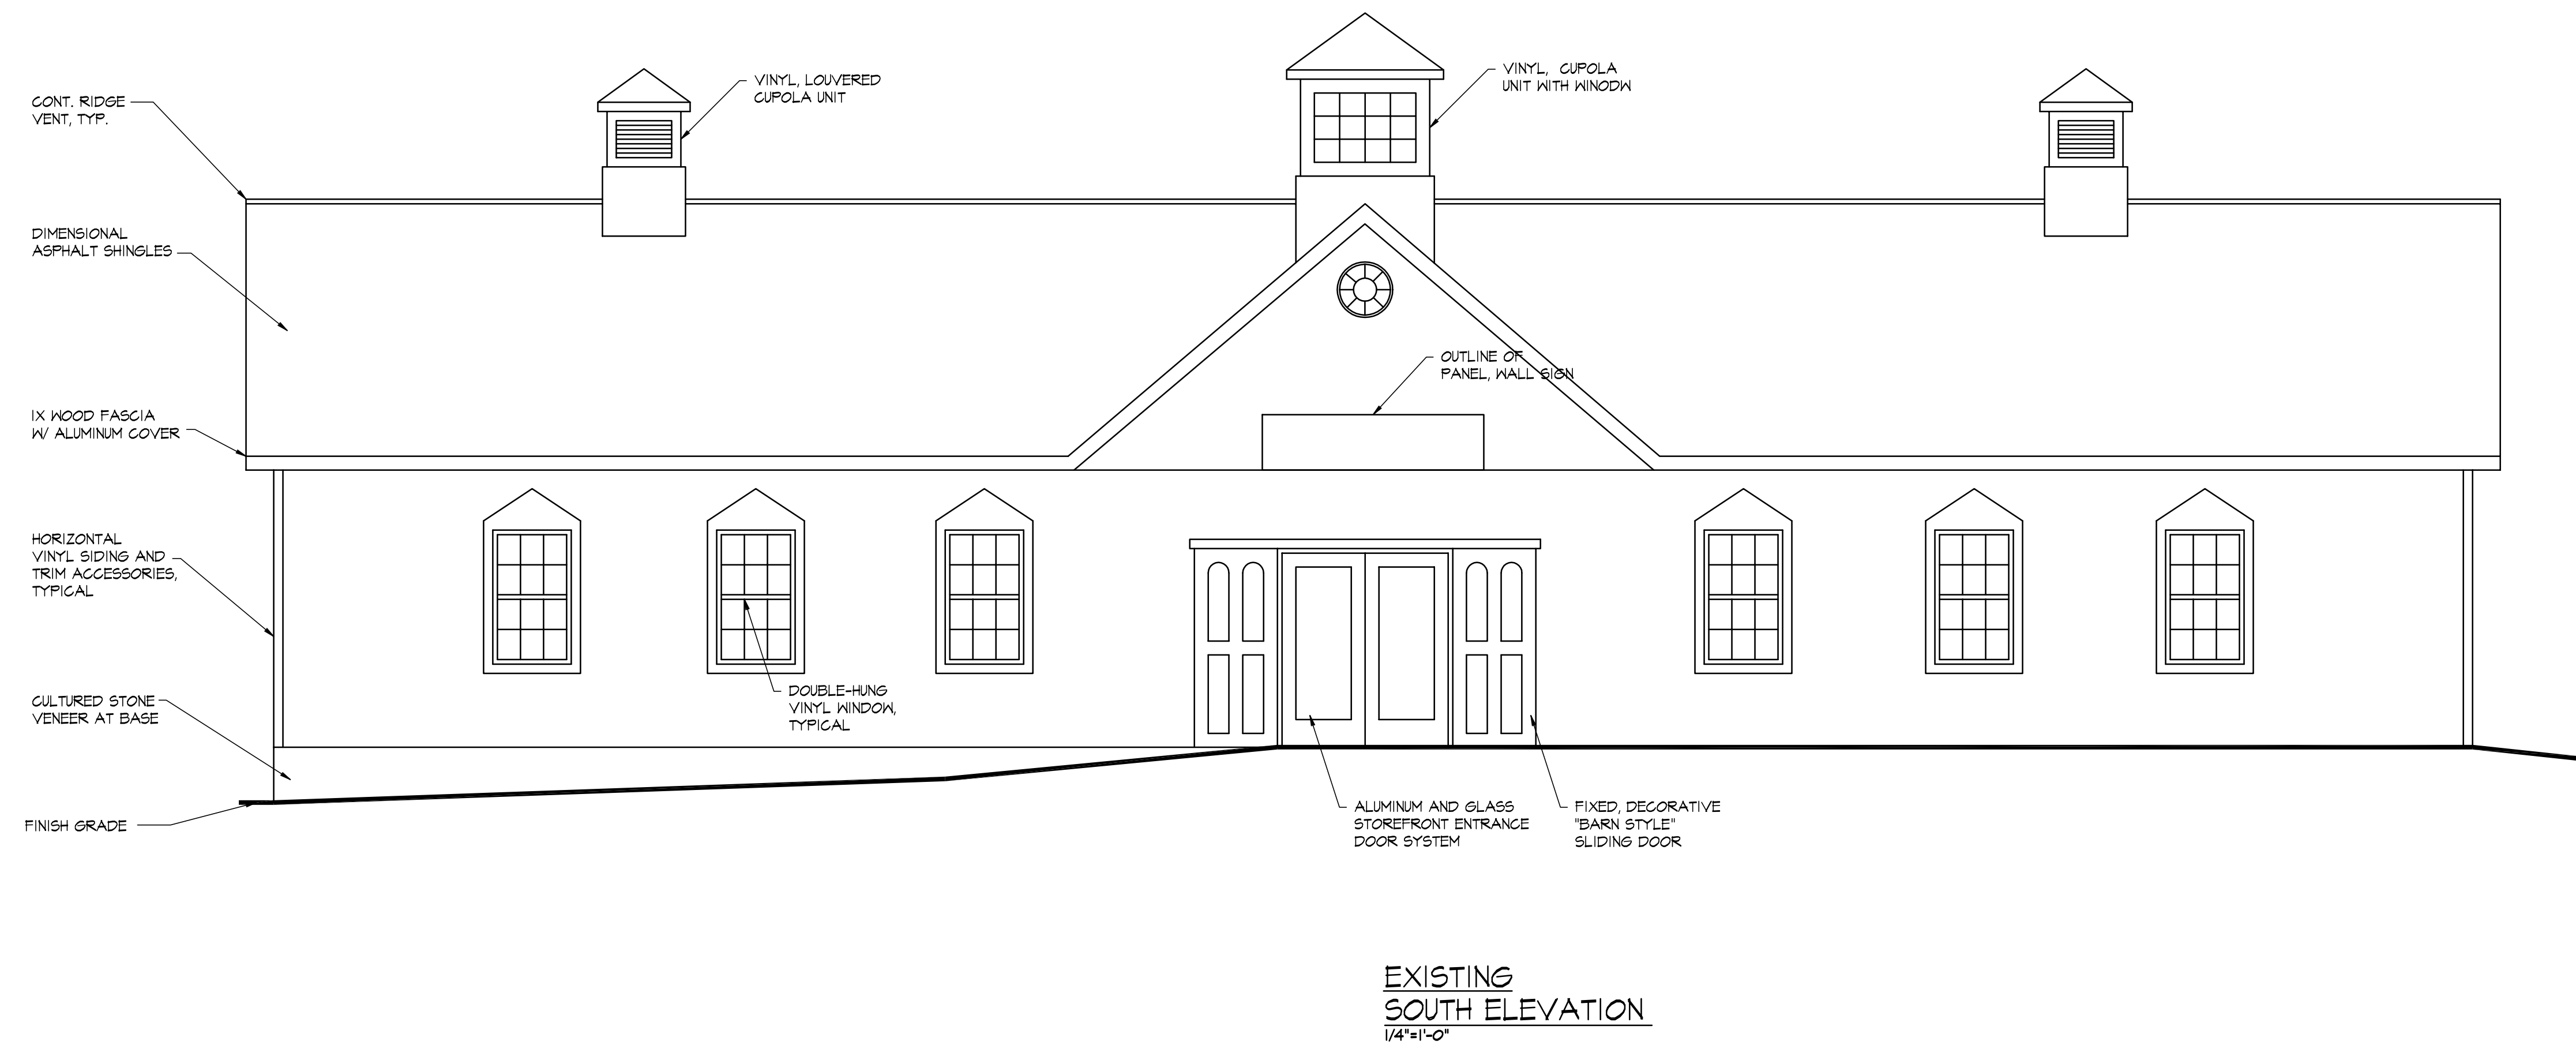 CONT. RIDGE
VENT, TYP.
VINYL, LOUVERED
CUPOLA UNIT
VINYL, CUPOLA
UNIT WITH WINODW
DIMENSIONAL
ASPHALT SHINGLES
OUTLINE OF
PANEL, WALL SIGN
1X WOOD FASCIA
W/ ALUMINUM COVER
HORIZONTAL
VINYL SIDING AND
TRIM ACCESSORIES,
TYPICAL
CULTURED STONE
VENEER AT BASE
DOUBLE-HUNG
VINYL WINDOW,
TYPICAL
FINISH GRADE
ALUMINUM AND GLASS
STOREFRONT ENTRANCE
DOOR SYSTEM
FIXED, DECORATIVE
"BARN STYLE"
SLIDING DOOR
EXISTING
SOUTH ELEVATION
1/4"=1'-0"